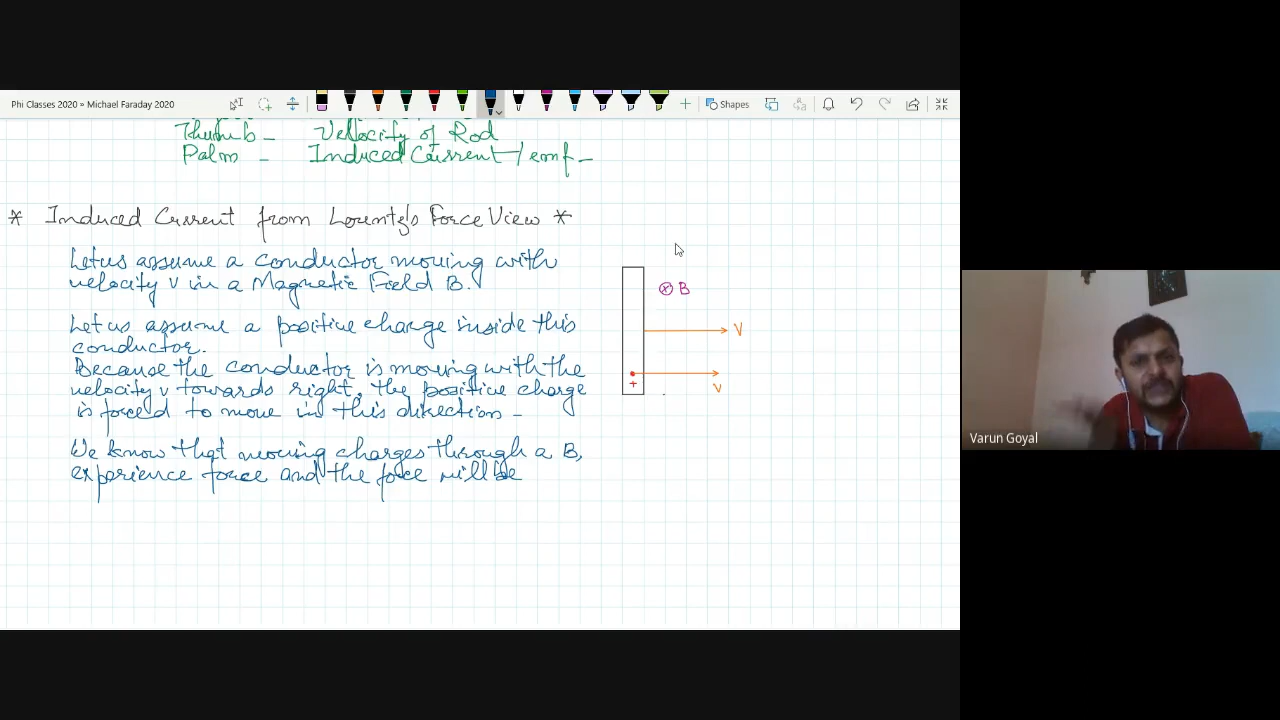 Phi Classes 2020 » Michael Faraday 2020
Shapes
Thumb - Velocity of Rod
Palm - Induced Current / emf -
* Induced Current from Lorentz's Force View *
Let us assume a conductor moving with
velocity v in a Magnetic Field B.
Let us assume a positive charge inside this
conductor.
Because the conductor is moving with the
velocity v towards right, the positive charge
is forced to move in this direction -
We know that moving charges through a B,
experience force and the force will be
B
V
+
V
Varun Goyal